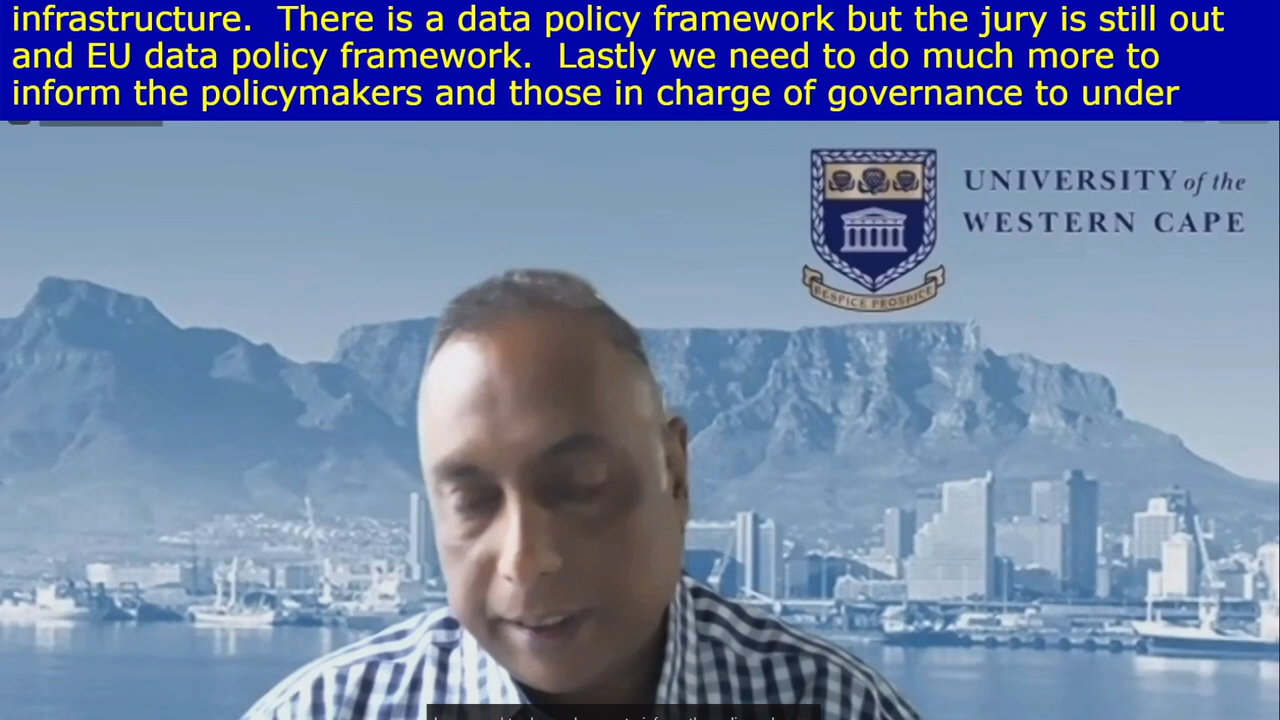 infrastructure.  There is a data policy framework but the jury is still out
and EU data policy framework.  Lastly we need to do much more to
inform the policymakers and those in charge of governance to under
UNIVERSITY of the
WESTERN CAPE
RESPICE PROSPICE